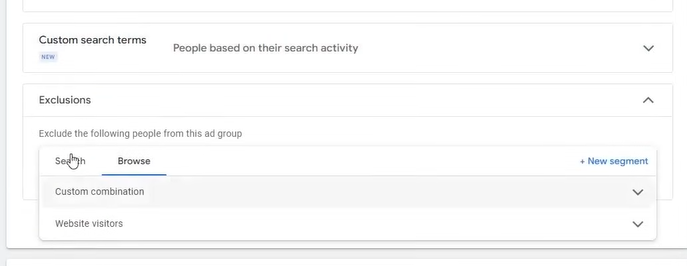 Custom search terms
NEW
People based on their search activity
Exclusions
Exclude the following people from this ad group
Search
Browse
+ New segment
Custom combination
Website visitors